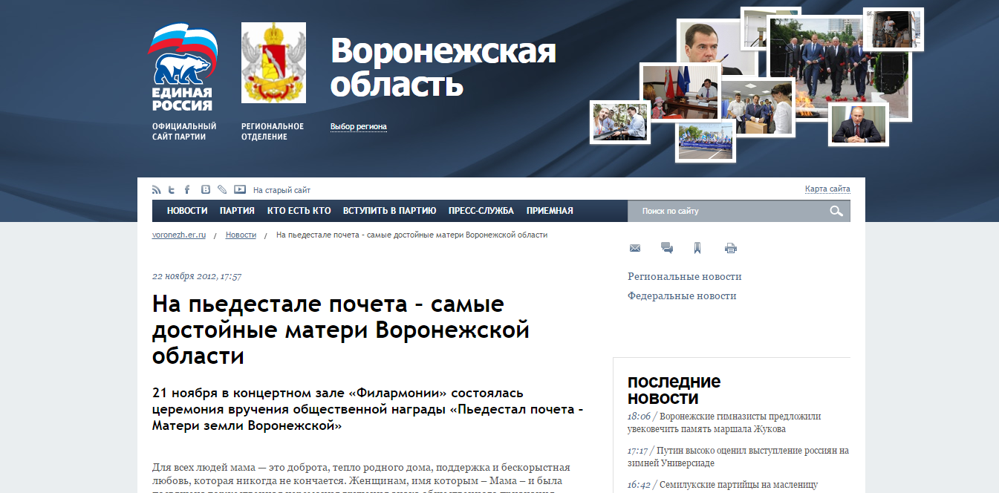 ЕДИНАЯ
РОССИЯ
ОФИЦИАЛЬНЫЙ
САЙТ ПАРТИИ
РЕГИОНАЛЬНОЕ
ОТДЕЛЕНИЕ
Воронежская
область
Выбор региона
На старый сайт
Карта сайта
НОВОСТИ ПАРТИЯ КТО ЕСТЬ КТО ВСТУПИТЬ В ПАРТИЮ ПРЕСС-СЛУЖБА ПРИЕМНАЯ
Поиск по сайту
voronezh.er.ru / Новости / На пьедестале почета – самые достойные матери Воронежской области
22 ноября 2012, 17:57
На пьедестале почета – самые
достойные матери Воронежской
области
21 ноября в концертном зале «Филармонии» состоялась
церемония вручения общественной награды «Пьедестал почета –
Матери земли Воронежской»
Для всех людей мама — это доброта, тепло родного дома, поддержка и бескорыстная
любовь, которая никогда не кончается. Женщинам, имя которым – Мама – и была
Региональные новости
Федеральные новости
последние
новости
18:06 / Воронежские гимназисты предложили
увековечить память маршала Жукова
17:17 / Путин высоко оценил выступление россиян на
зимней Универсиаде
16:42 / Семилукские партийцы на масленицу